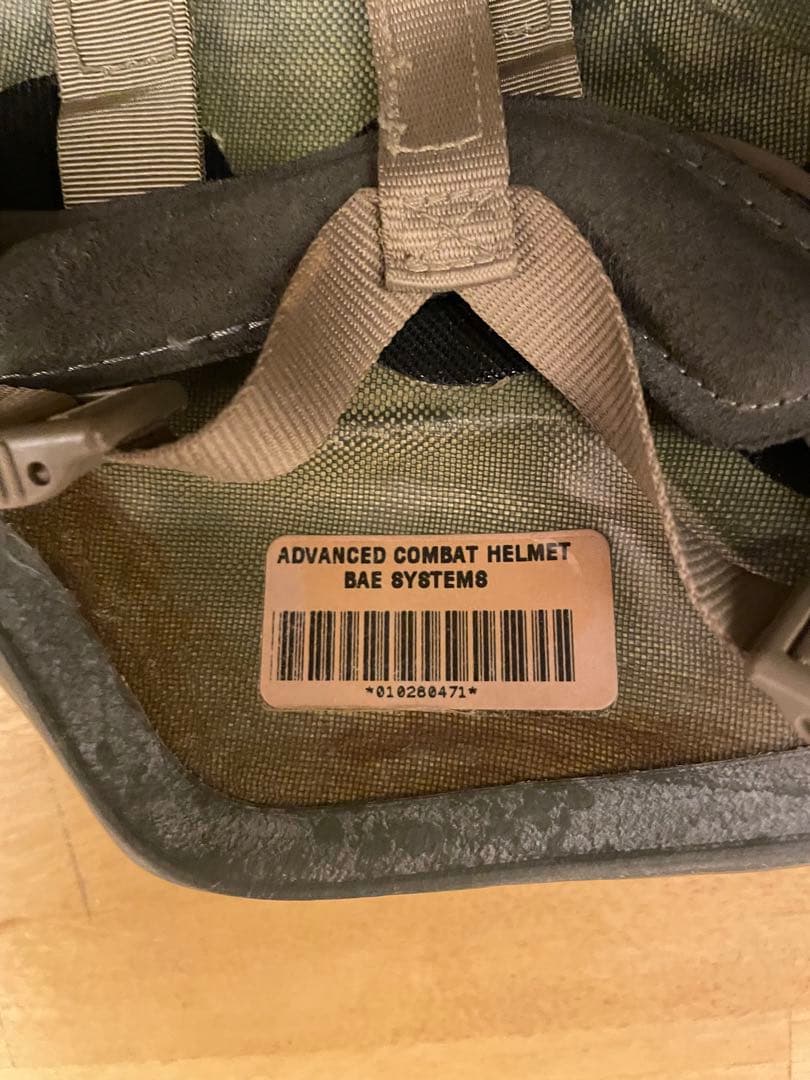 ADVANCED COMBAT HELMET
BAE SYSTEMS
*010280471*